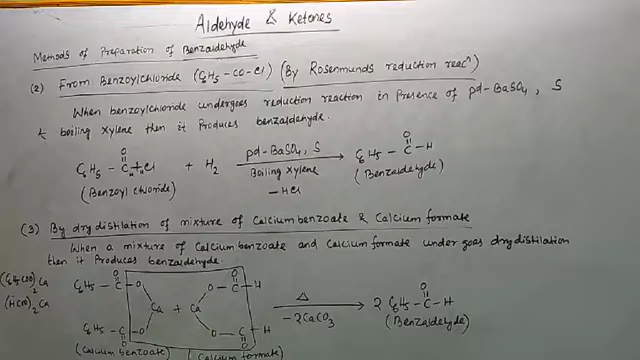 Aldehyde & Ketones
Memods of Preparation of Benzaldehyde
(2) From Benzoylchloride (C6H5-CO-Cl) (By Rosenmunds reduction reacⁿ)
When benzoylchloride undergoes reduction reaction in Presence of pd-BaSO4, S
& boiling xylene then it Produces benzaldehyde.
O O
C6H5 - C + Cl + H2 pd-BaSO4, S C6H5 - C - H
Boiling xylene
(Benzoyl chloride) - HCl (Benzaldehyde)
(3) By dry distilation of mixture of Calcium benzoate & Calcium formate
When a mixture of Calcium benzoate and Calcium formate under goes dry distilation
then it Produces benzaldehyde.
(C6H5COO)2 Ca C6H5 - C - O O - C - H Δ 2 C6H5 - C - H
(HCOO)2 Ca Ca + Ca - 2CaCO3 (Benzaldehyde)
C6H5 - C - O O - C - H
(Calcium benzoate) (Calcium formate)